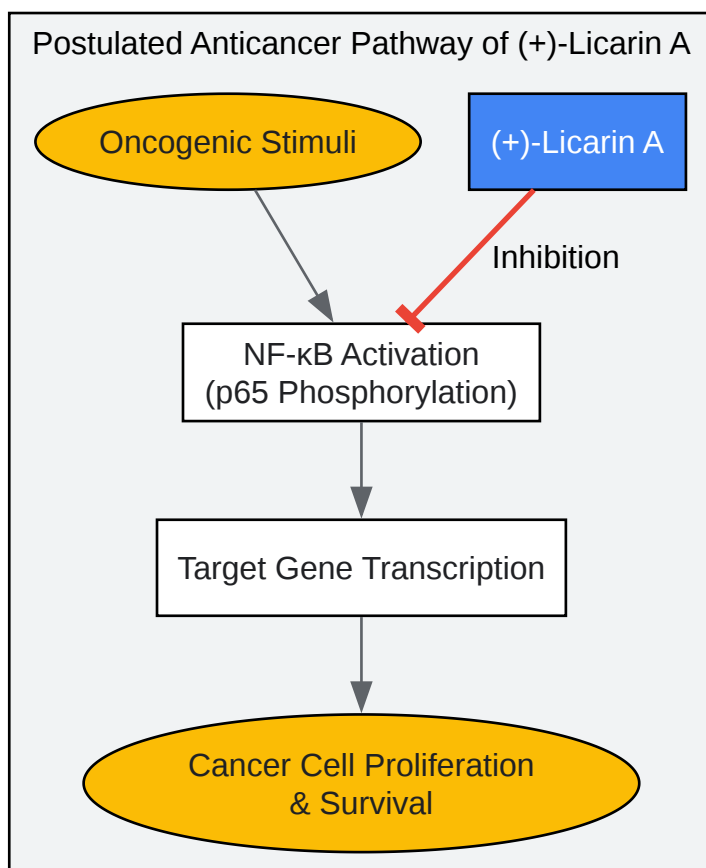 Postulated Anticancer Pathway of (+)-Licarin A
Oncogenic Stimuli
(+)-Licarin A
Inhibition
NF-κB Activation
(p65 Phosphorylation)
Target Gene Transcription
Cancer Cell Proliferation
& Survival